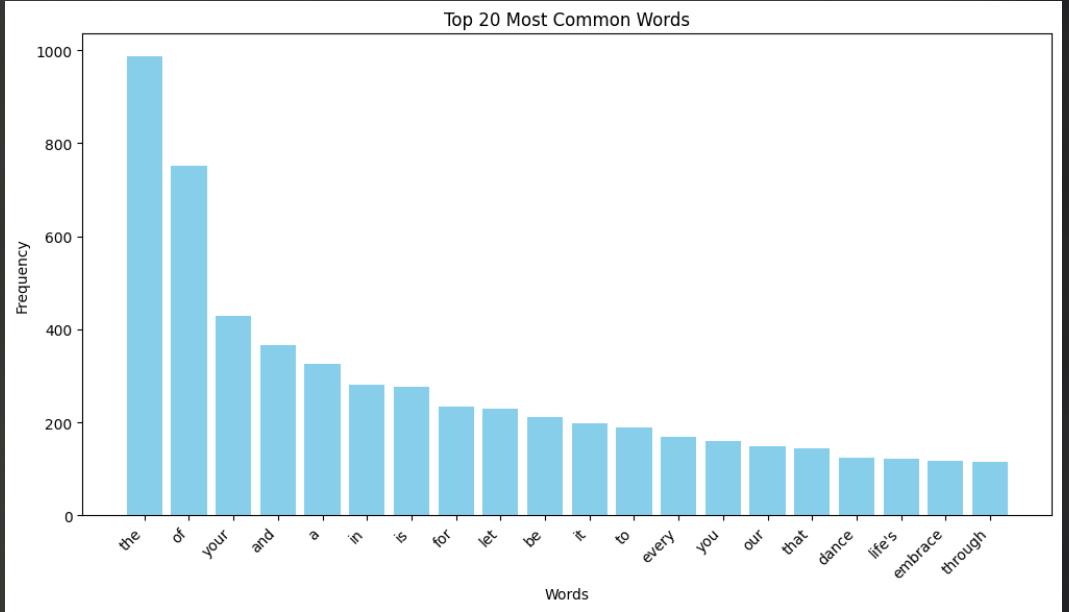 Top 20 Most Common Words
1000
800
600
400
200
0
Frequency
the
of
your
and
a
in
is
for
let
be
it
to
every
you
our
that
dance
life's
embrace
through
Words